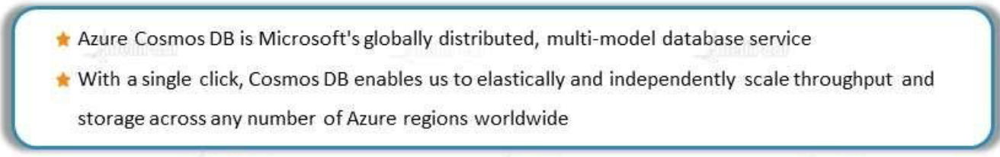 Azure Cosmos DB is Microsoft's globally distributed, multi-model database service
With a single click, Cosmos DB enables us to elastically and independently scale throughput and
storage across any number of Azure regions worldwide